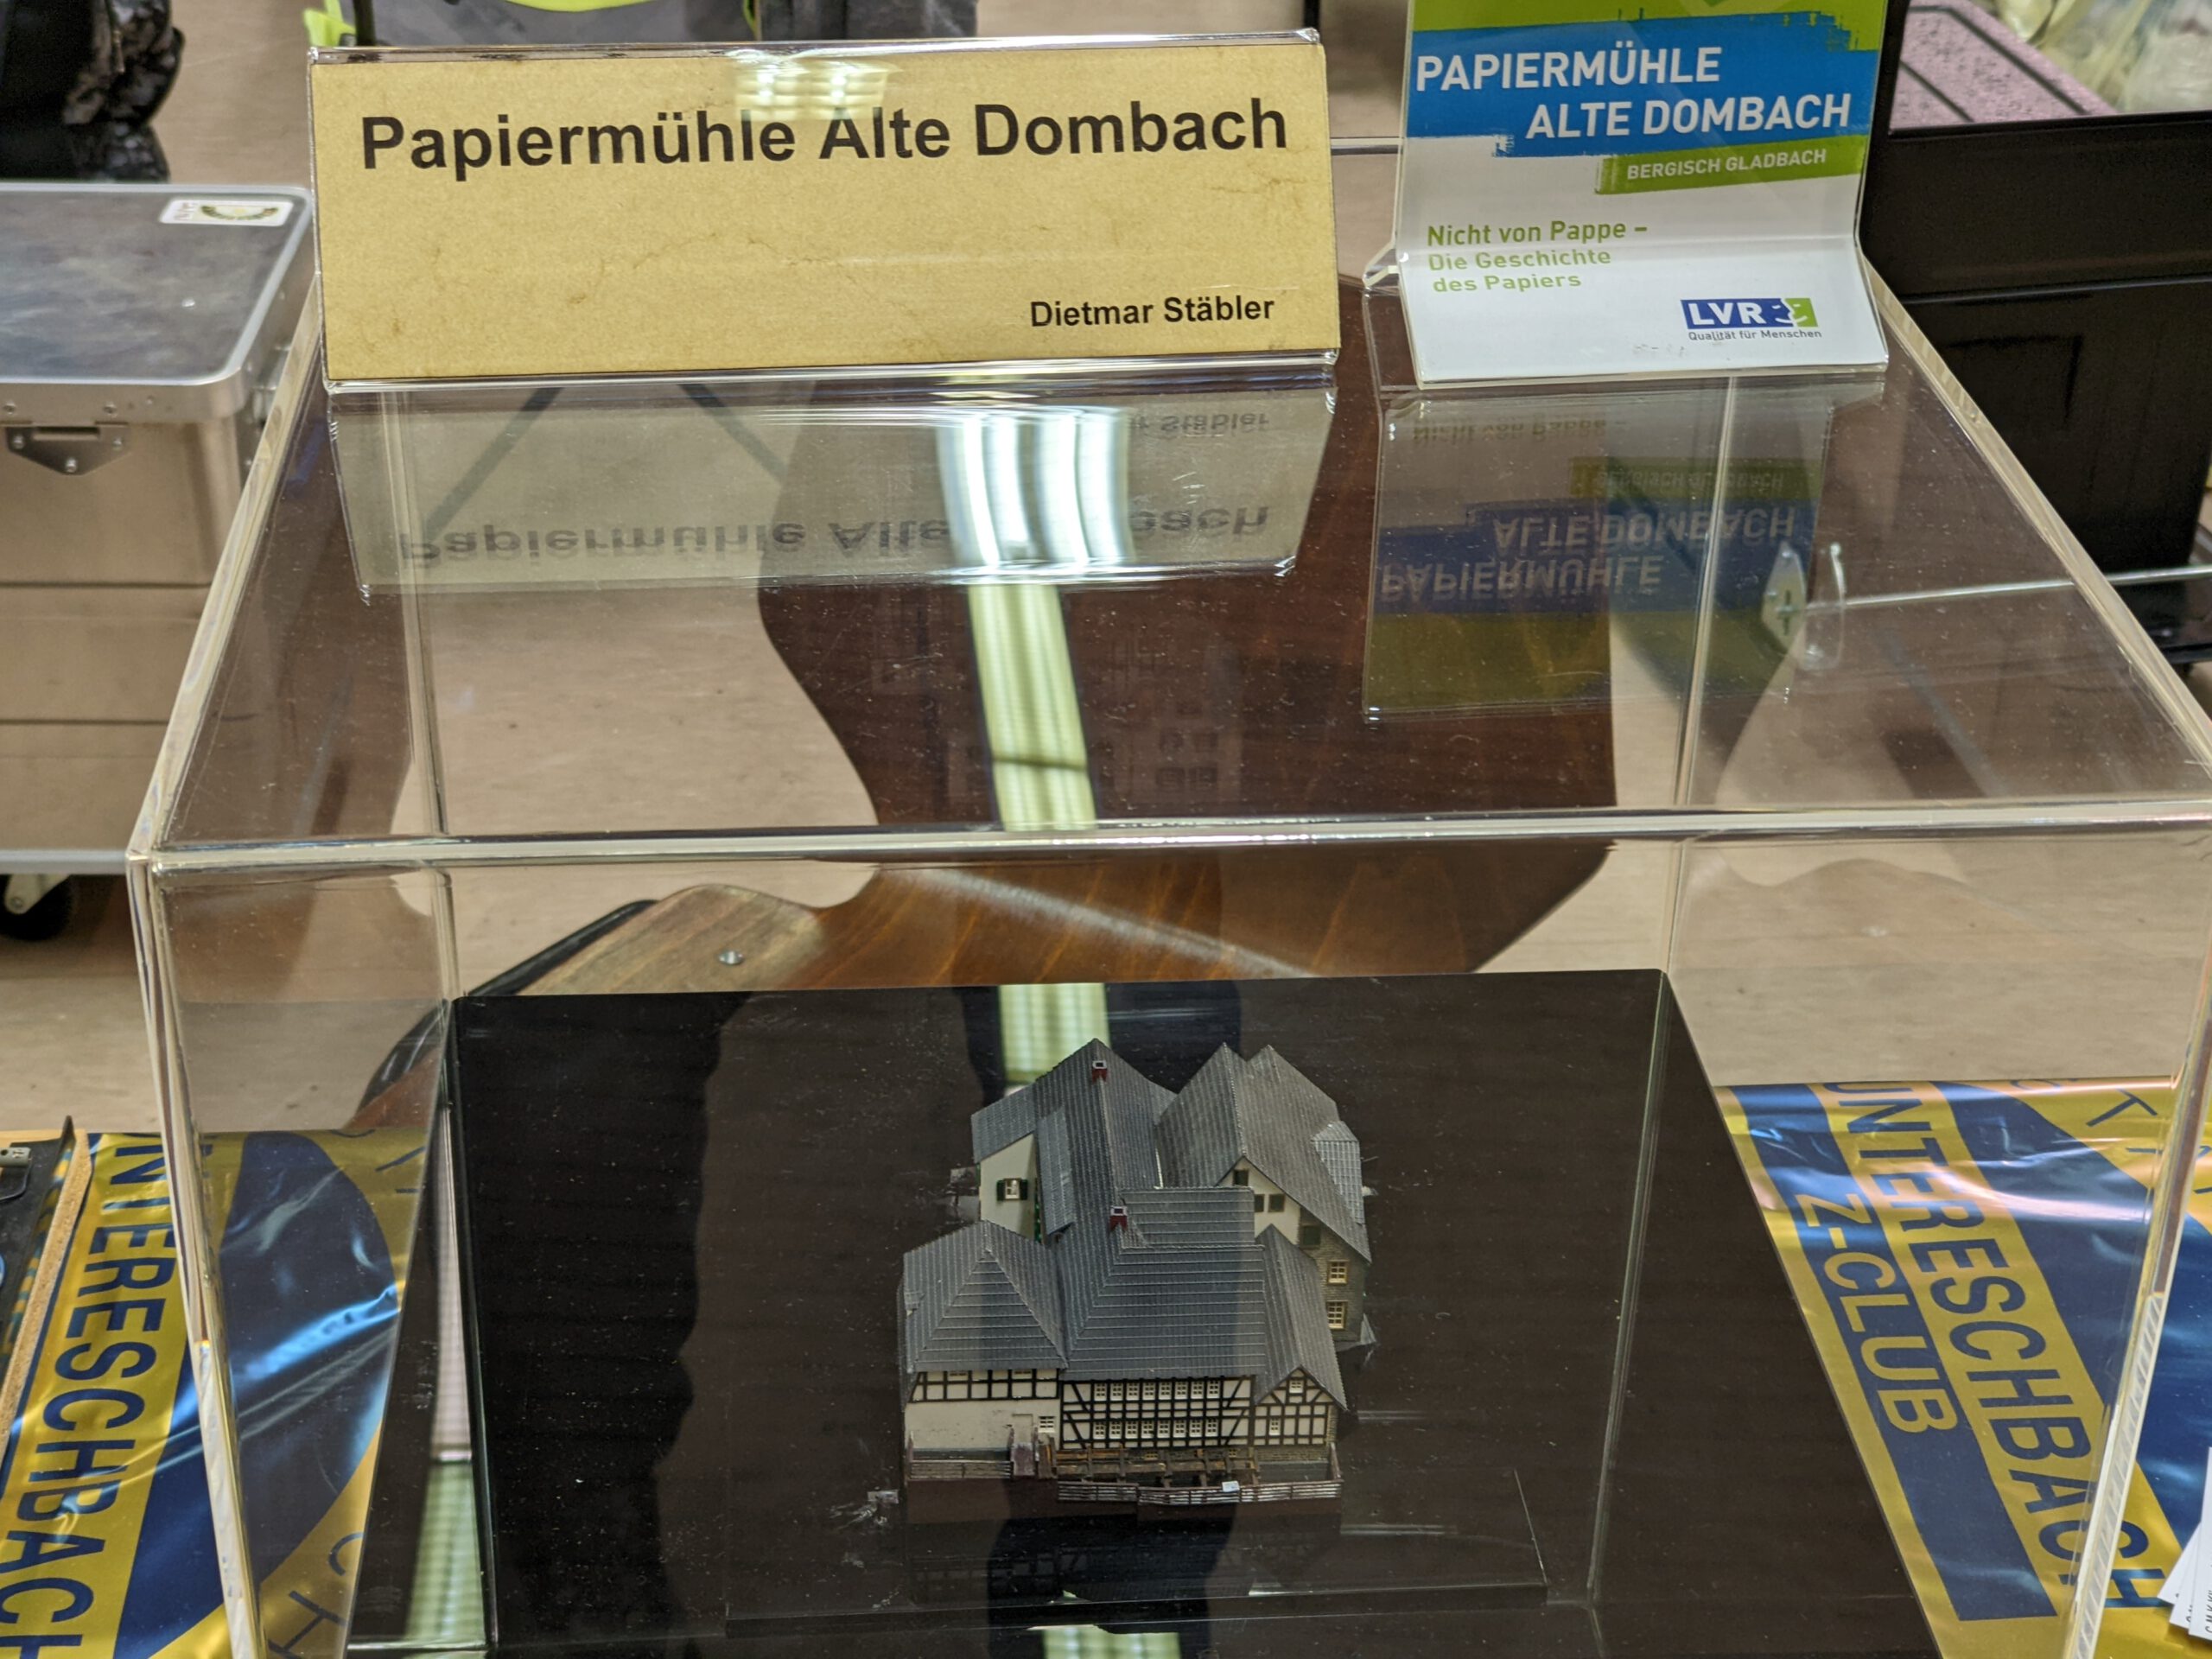 Papiermühle Alte Dombach
Dietmar Stäbler
PAPIERMÜHLE
ALTE DOMBACH
BERGISCH GLADBACH
Nicht von Pappe –
Die Geschichte
des Papiers
LVR
Qualität für Menschen
UNTERESCHBACH
Z-CLUB